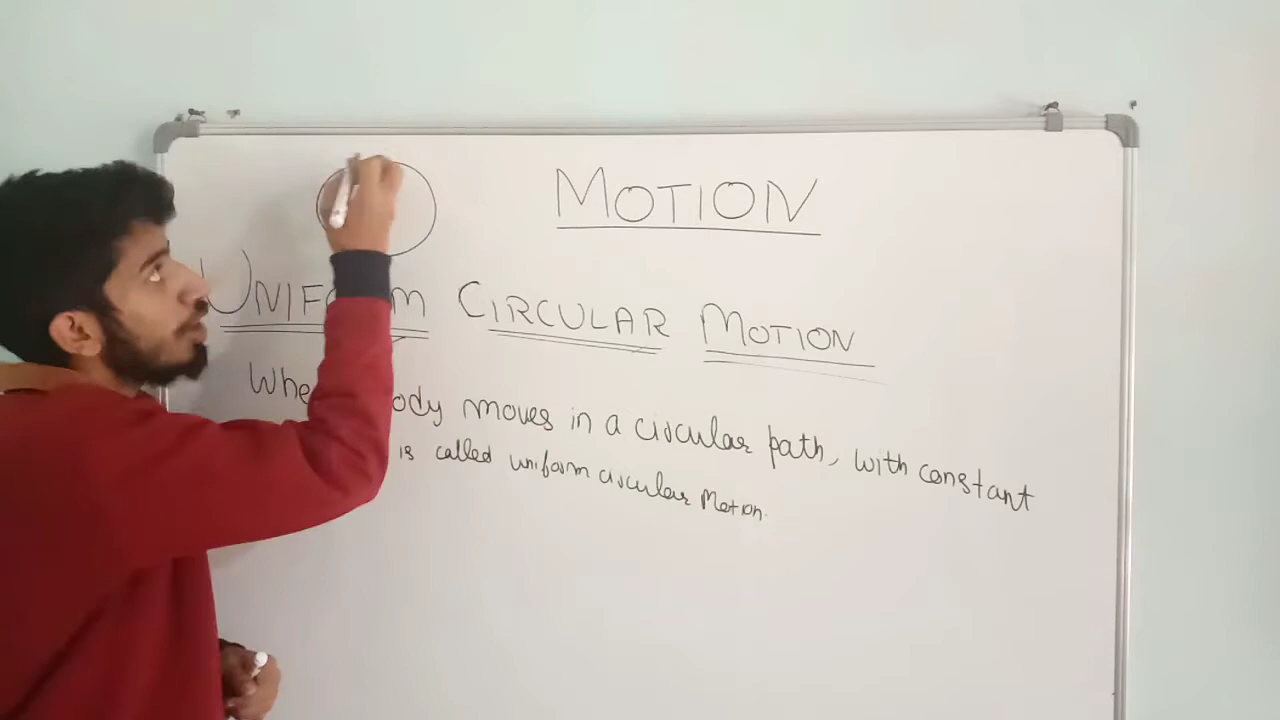 MOTION
UNIFORM CIRCULAR MOTION
When body moves in a circular path, with constant
is called uniform circular Motion.